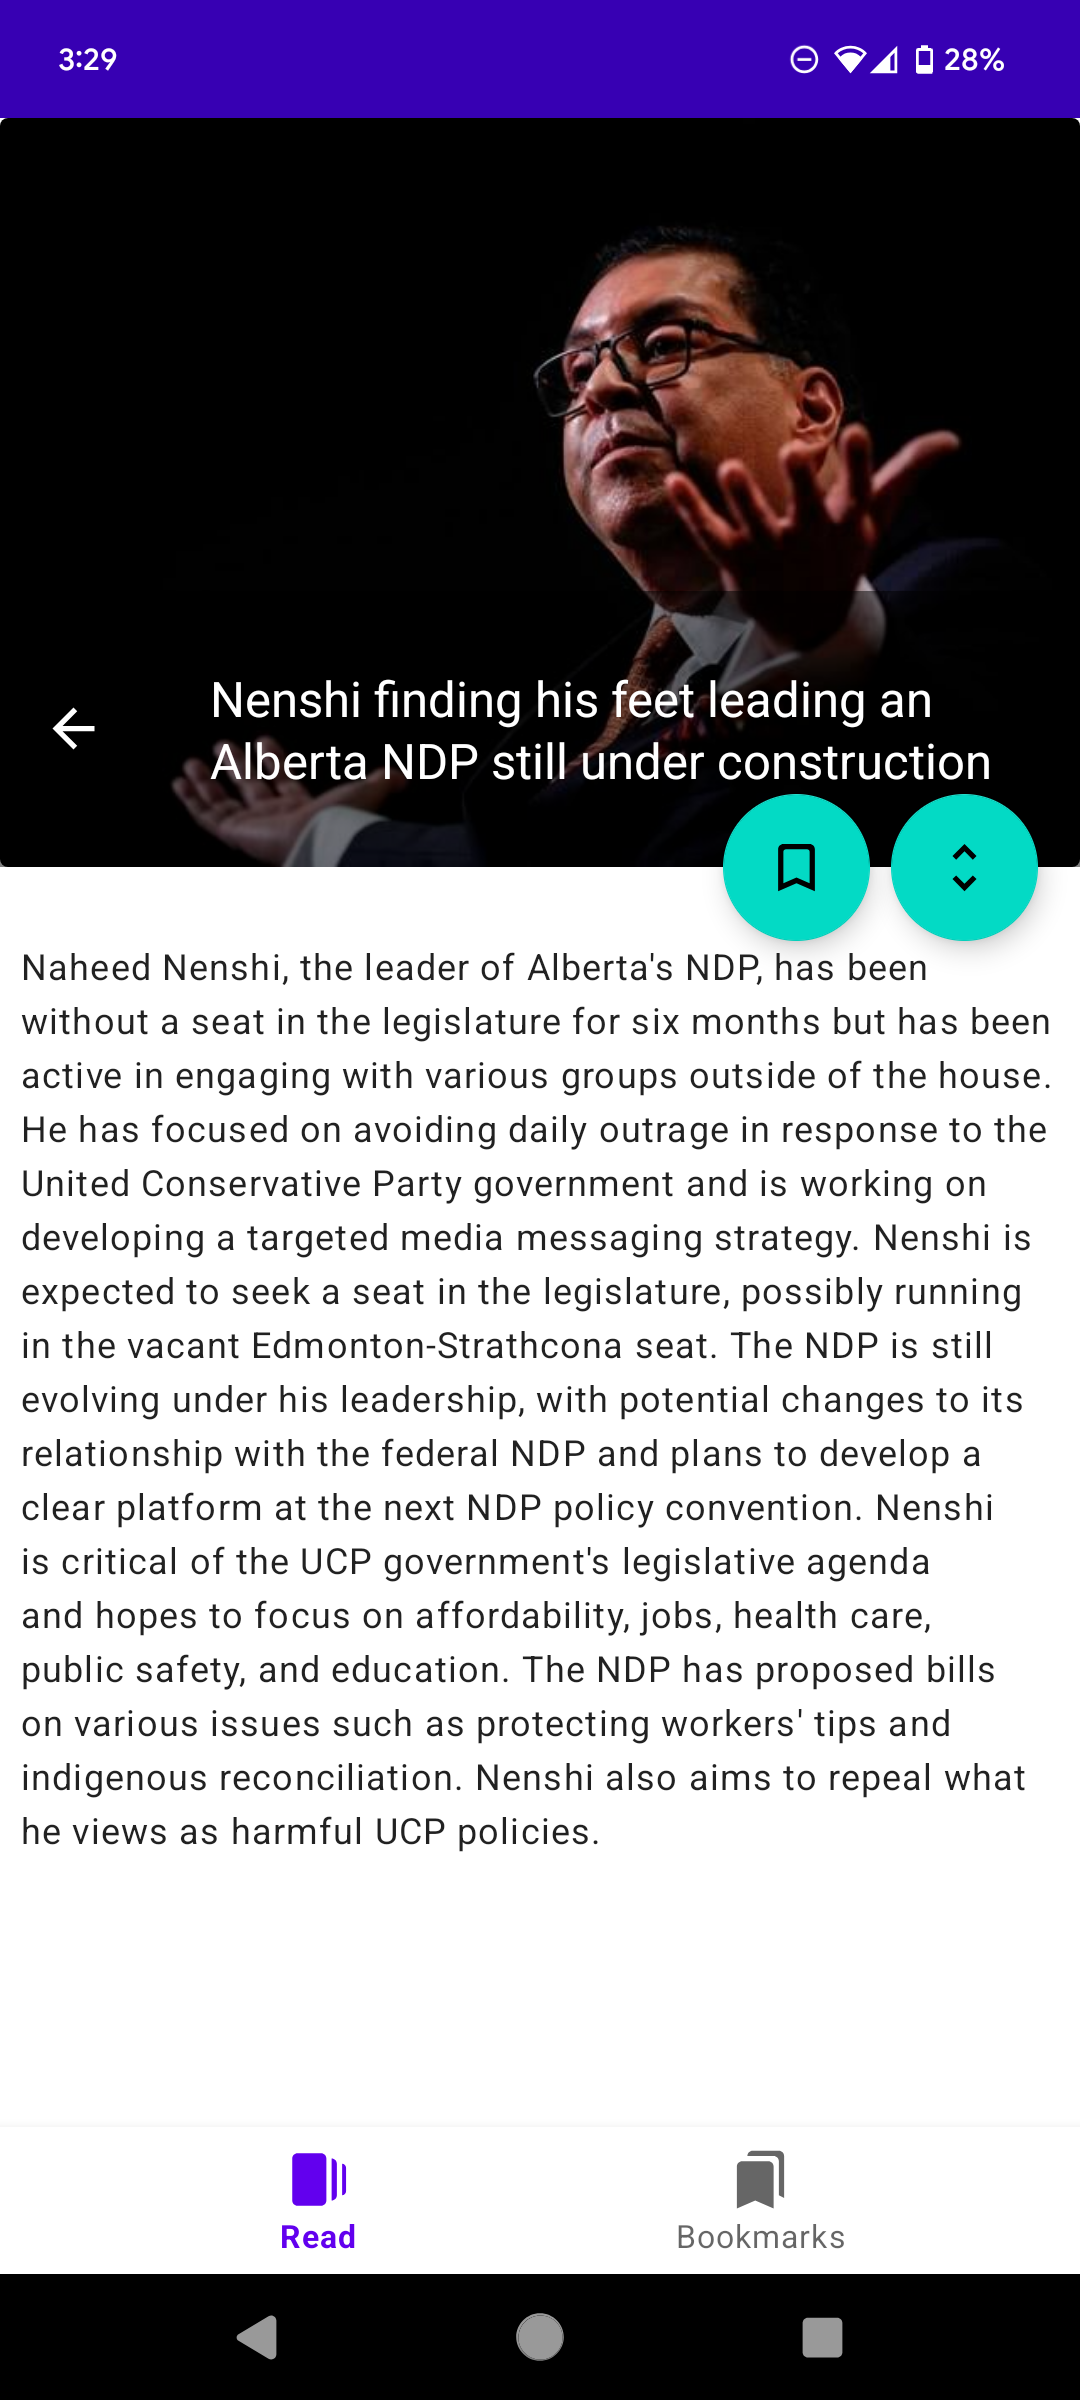 3:29
28%
Nenshi finding his feet leading an
Alberta NDP still under construction
Naheed Nenshi, the leader of Alberta's NDP, has been
without a seat in the legislature for six months but has been
active in engaging with various groups outside of the house.
He has focused on avoiding daily outrage in response to the
United Conservative Party government and is working on
developing a targeted media messaging strategy. Nenshi is
expected to seek a seat in the legislature, possibly running
in the vacant Edmonton-Strathcona seat. The NDP is still
evolving under his leadership, with potential changes to its
relationship with the federal NDP and plans to develop a
clear platform at the next NDP policy convention. Nenshi
is critical of the UCP government's legislative agenda
and hopes to focus on affordability, jobs, health care,
public safety, and education. The NDP has proposed bills
on various issues such as protecting workers' tips and
indigenous reconciliation. Nenshi also aims to repeal what
he views as harmful UCP policies.
Read
Bookmarks